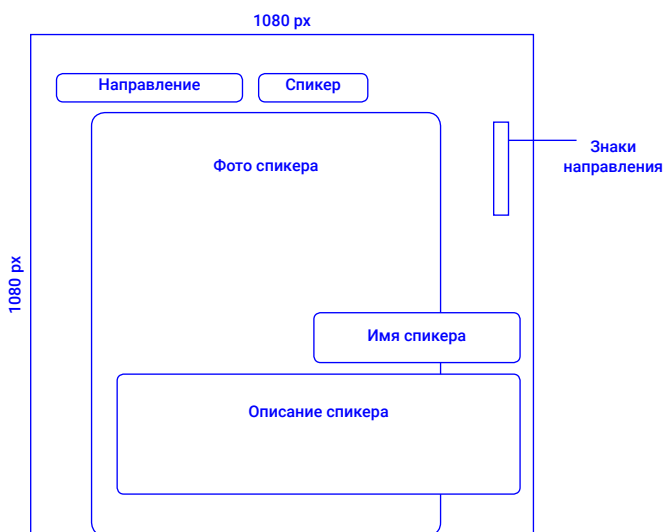 1080 px
Направление
Спикер
Фото спикера
Знаки
направления
1080 px
Имя спикера
Описание спикера